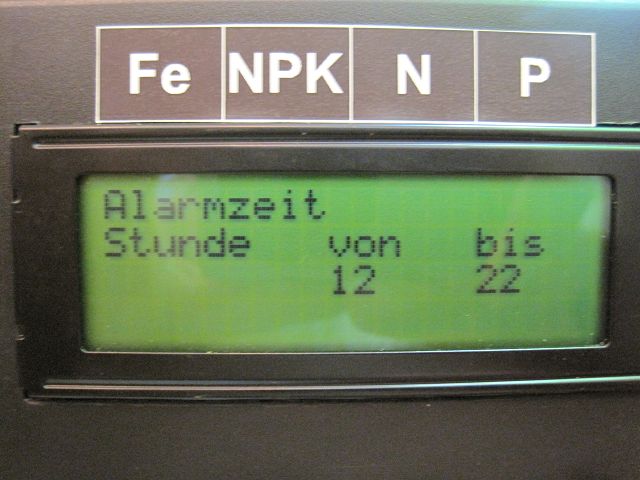 Fe NPK N P
Alarmzeit
Stunde von bis
12 22